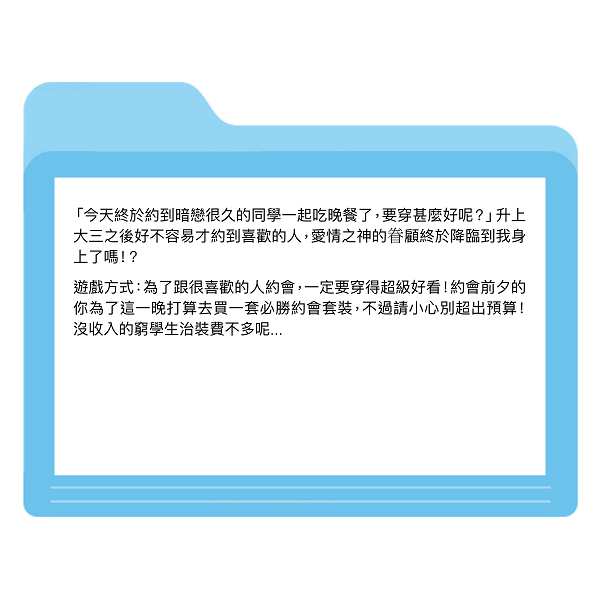 「今天終於約到暗戀很久的同學一起吃晚餐了，要穿甚麼好呢？」升上
大三之後好不容易才約到喜歡的人，愛情之神的眷顧終於降臨到我身
上了嗎！？
遊戲方式：為了跟很喜歡的人約會，一定要穿得超級好看！約會前夕的
你為了這一晚打算去買一套必勝約會套裝，不過請小心別超出預算！
沒收入的窮學生治裝費不多呢...